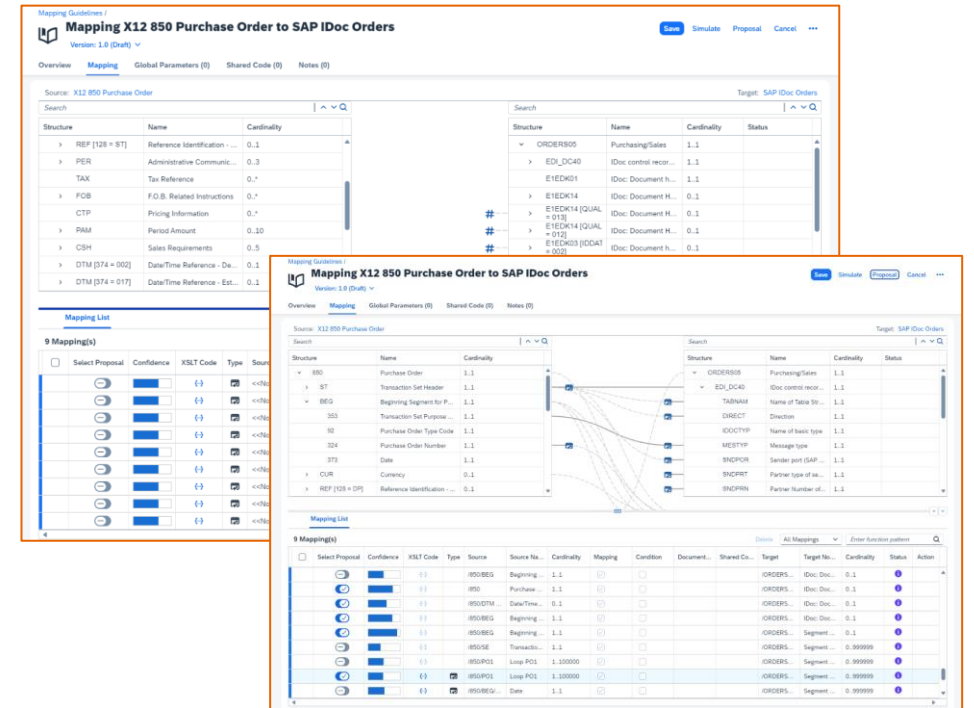 Mapping Guidelines /
Mapping X12 850 Purchase Order to SAP IDoc Orders
Save Simulate Proposal Cancel ...
Version: 1.0 (Draft)
Overview Mapping Global Parameters (0) Shared Code (0) Notes (0)
Source: X12 850 Purchase Order Target: SAP IDoc Orders
Search Search
Structure Name Cardinality Structure Name Cardinality Status
REF [128 = ST] Reference Identification - ... 0..1 ORDERS05 Purchasing/Sales 1..1
PER Administrative Communic... 0..3 EDI_DC40 IDoc control recor... 1..1
TAX Tax Reference 0..* E1EDK01 IDoc: Document h... 1..1
FOB F.O.B. Related Instructions 0..* E1EDK14 IDoc: Document H... 0..1
CTP Pricing Information 0..* E1EDK14 [QUAL = 013] IDoc: Document H... 0..1
PAM Period Amount 0..10 E1EDK14 [QUAL = 012] IDoc: Document H... 0..1
CSH Sales Requirements 0..5 E1EDK03 [IDDAT = 002] IDoc: Document h... 0..1
DTM [374 = 002] Date/Time Reference - De... 0..1
DTM [374 = 017] Date/Time Reference - Est... 0..1
Mapping List
9 Mapping(s)
Select Proposal Confidence XSLT Code Type Sour
<<No
<<No
<<No
<<No
<<No
<<No
<<No
<<No
<<No
Mapping Guidelines /
Mapping X12 850 Purchase Order to SAP IDoc Orders
Save Simulate Proposal Cancel ...
Version: 1.0 (Draft)
Overview Mapping Global Parameters (0) Shared Code (0) Notes (0)
Source: X12 850 Purchase Order Target: SAP IDoc Orders
Search Search
Structure Name Cardinality Structure Name Cardinality Status
850 Purchase Order 1..1 ORDERS05 Purchasing/Sales 1..1
ST Transaction Set Header 1..1 EDI_DC40 IDoc control recor... 1..1
BEG Beginning Segment for P... 1..1 TABNAM Name of Table Str... 1..1
353 Transaction Set Purpose ... 1..1 DIRECT Direction 1..1
92 Purchase Order Type Code 1..1 IDOCTYP Name of basic type 1..1
324 Purchase Order Number 1..1 MESTYP Message type 1..1
373 Date 1..1 SNDPOR Sender port (SAP ... 1..1
CUR Currency 0..1 SNDPRT Partner type of se... 1..1
REF [128 = DP] Reference Identification - ... 0..1 SNDPRN Partner Number of... 1..1
Mapping List
9 Mapping(s) Delete All Mappings Enter function pattern
Select Proposal Confidence XSLT Code Type Source Source Na... Cardinality Mapping Condition Document... Shared Co... Target Target No... Cardinality Status Action
/850/BEG Beginning ... 1..1 /ORDERS... IDoc: Doc... 0..1
/850 Purchase ... 1..1 /ORDERS... IDoc: Doc... 0..1
/850/DTM ... Date/Time... 0..1 /ORDERS... IDoc: Doc... 0..1
/850/BEG Beginning ... 1..1 /ORDERS... IDoc: Doc... 0..1
/850/BEG Beginning ... 1..1 /ORDERS... Segment ... 0..1
/850/SE Transactio... 1..1 /ORDERS... Segment ... 0..999999
/850/PO1 Loop PO1 1..100000 /ORDERS... Segment ... 0..999999
/850/PO1 Loop PO1 1..100000 /ORDERS... Segment ... 0..999999
/850/BEG/... Date 1..1 /ORDERS... Segment ... 0..999999